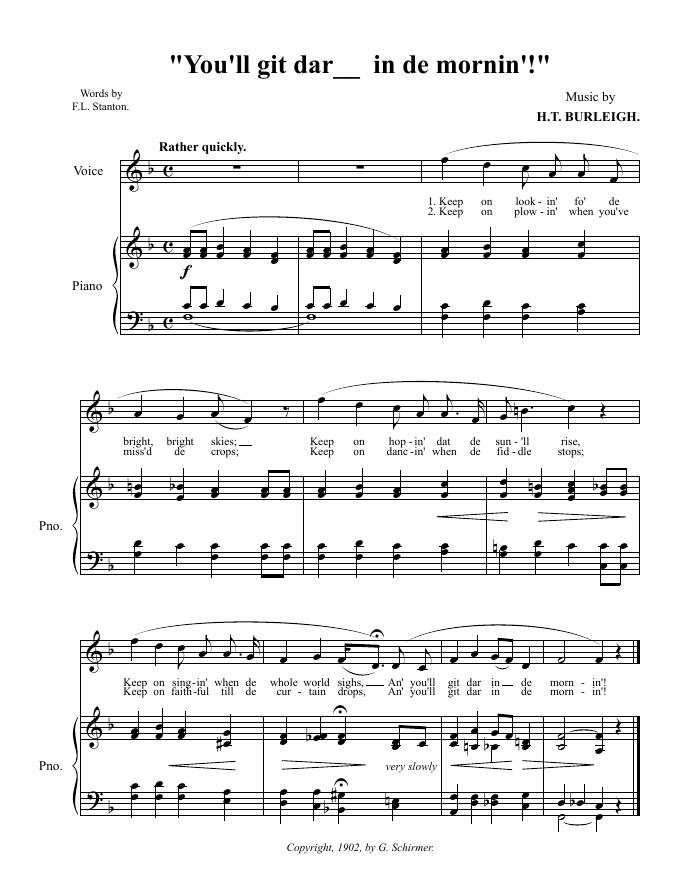 "You'll git dar__ in de mornin'!"
Words by
F.L. Stanton.
Music by
H.T. BURLEIGH.
Rather quickly.
Voice
1. Keep on look - in' fo' de
2. Keep on plow - in' when you've
Piano
f
bright, bright skies; __
miss'd de crops;
Keep on hop - in' dat de sun - 'll rise,
Keep on danc - in' when de fid - dle stops;
Pno.
Keep on sing - in' when de whole world sighs, __ An' you'll git dar in __ de morn - in'!
Keep on faith - ful till de cur - tain drops, An' you'll git dar in de morn - in'!
Pno.
very slowly
Copyright, 1902, by G. Schirmer.